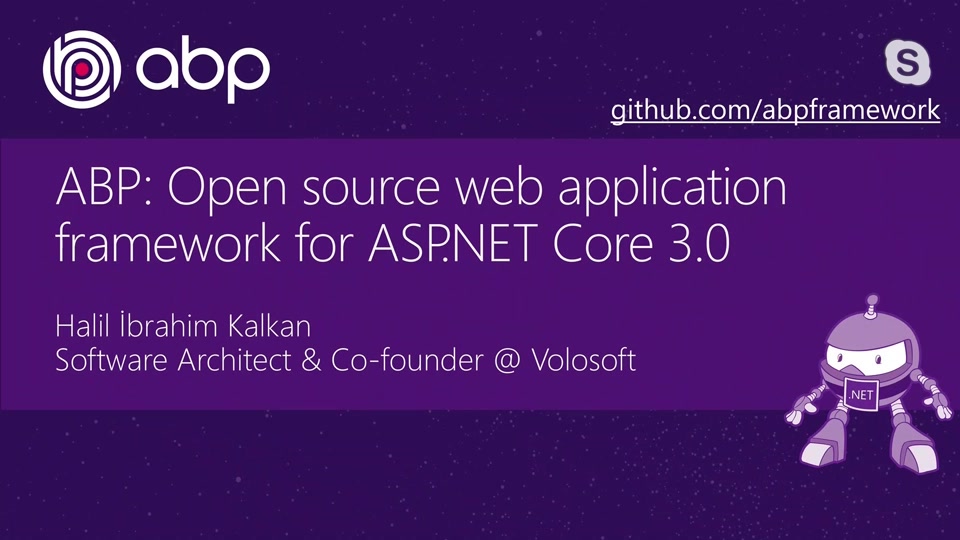 abp
S
github.com/abpframework
ABP: Open source web application
framework for ASP.NET Core 3.0
Halil İbrahim Kalkan
Software Architect & Co-founder @ Volosoft
.NET